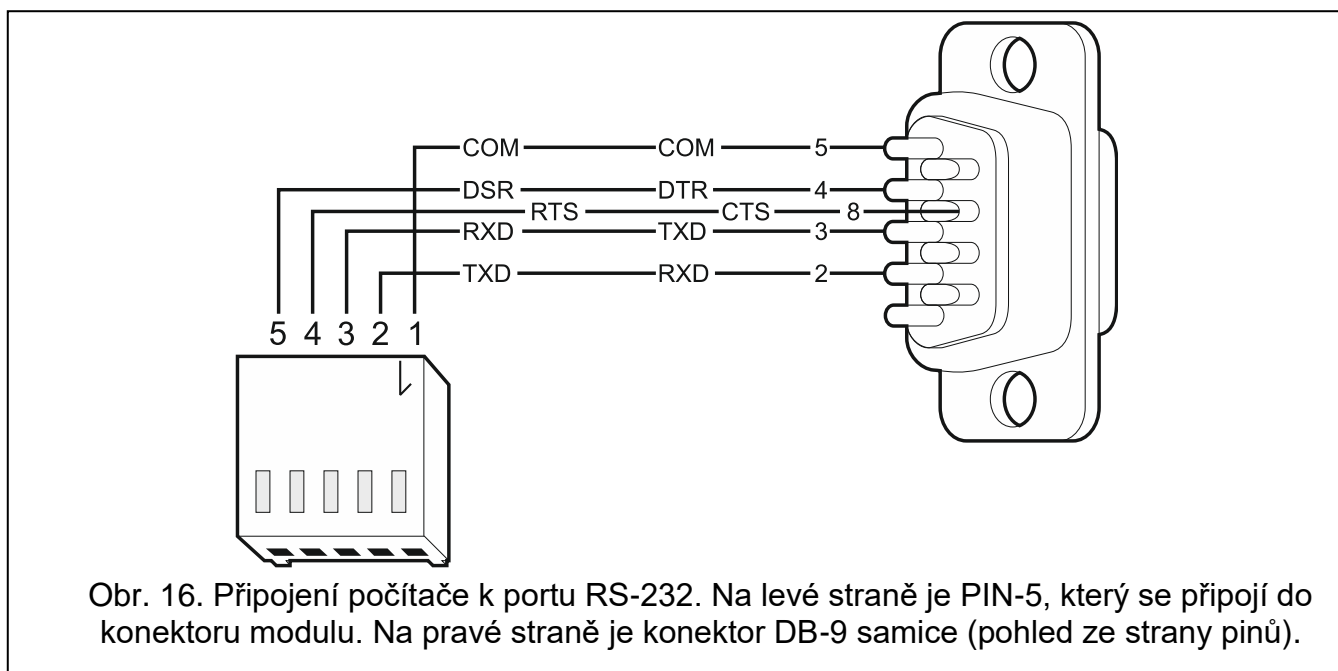 COM COM 5
DSR DTR 4
RTS CTS 8
RXD TXD 3
TXD RXD 2
5 4 3 2 1
Obr. 16. Připojení počítače k portu RS-232. Na levé straně je PIN-5, který se připojí do
konektoru modulu. Na pravé straně je konektor DB-9 samice (pohled ze strany pinů).